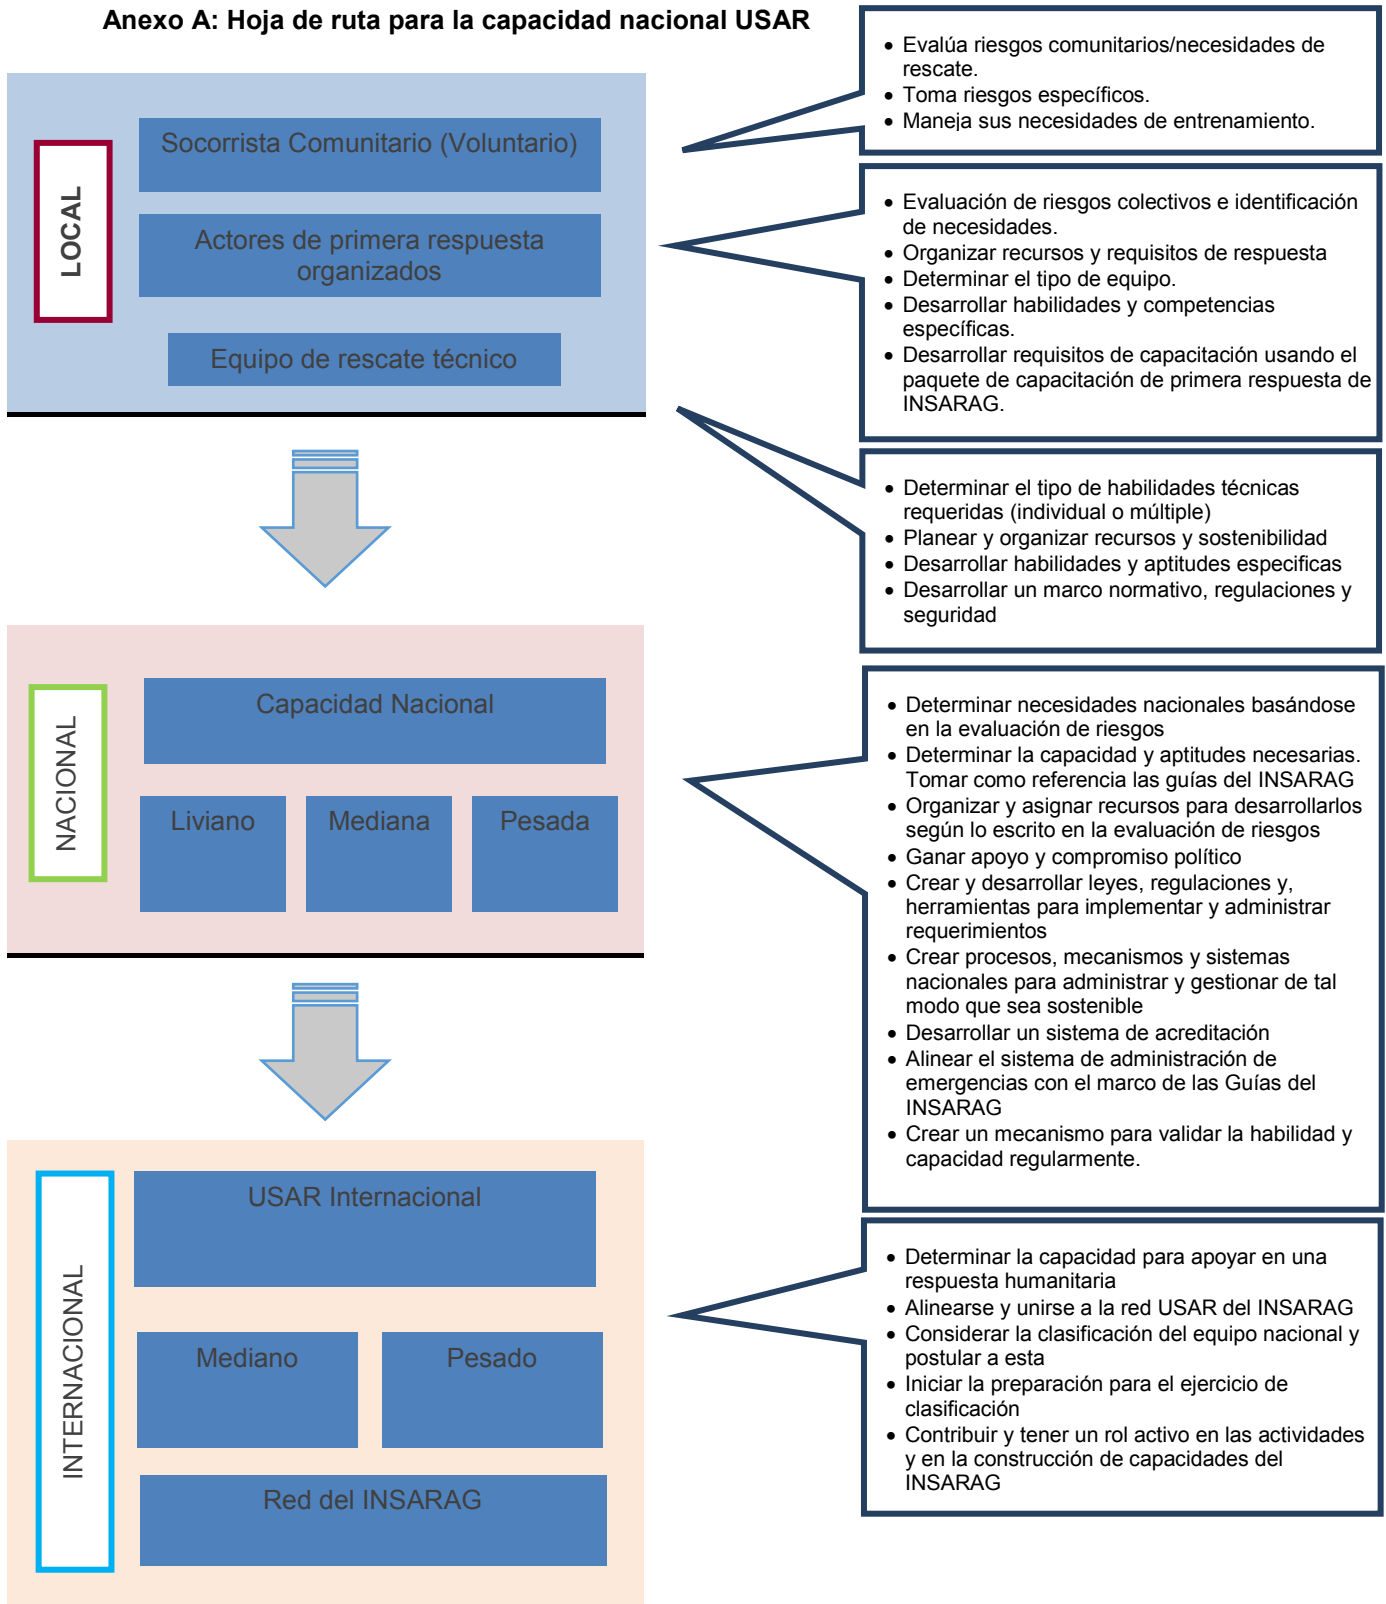 Anexo A: Hoja de ruta para la capacidad nacional USAR
LOCAL
Socorrista Comunitario (Voluntario)
Actores de primera respuesta
organizados
Equipo de rescate técnico
• Evalúa riesgos comunitarios/necesidades de
rescate.
• Toma riesgos específicos.
• Maneja sus necesidades de entrenamiento.
• Evaluación de riesgos colectivos e identificación
de necesidades.
• Organizar recursos y requisitos de respuesta
• Determinar el tipo de equipo.
• Desarrollar habilidades y competencias
específicas.
• Desarrollar requisitos de capacitación usando el
paquete de capacitación de primera respuesta de
INSARAG.
• Determinar el tipo de habilidades técnicas
requeridas (individual o múltiple)
• Planear y organizar recursos y sostenibilidad
• Desarrollar habilidades y aptitudes especificas
• Desarrollar un marco normativo, regulaciones y
seguridad
NACIONAL
Capacidad Nacional
Liviano
Mediana
Pesada
• Determinar necesidades nacionales basándose
en la evaluación de riesgos
• Determinar la capacidad y aptitudes necesarias.
Tomar como referencia las guías del INSARAG
• Organizar y asignar recursos para desarrollarlos
según lo escrito en la evaluación de riesgos
• Ganar apoyo y compromiso político
• Crear y desarrollar leyes, regulaciones y,
herramientas para implementar y administrar
requerimientos
• Crear procesos, mecanismos y sistemas
nacionales para administrar y gestionar de tal
modo que sea sostenible
• Desarrollar un sistema de acreditación
• Alinear el sistema de administración de
emergencias con el marco de las Guías del
INSARAG
• Crear un mecanismo para validar la habilidad y
capacidad regularmente.
INTERNACIONAL
USAR Internacional
Mediano
Pesado
Red del INSARAG
• Determinar la capacidad para apoyar en una
respuesta humanitaria
• Alinearse y unirse a la red USAR del INSARAG
• Considerar la clasificación del equipo nacional y
postular a esta
• Iniciar la preparación para el ejercicio de
clasificación
• Contribuir y tener un rol activo en las actividades
y en la construcción de capacidades del
INSARAG